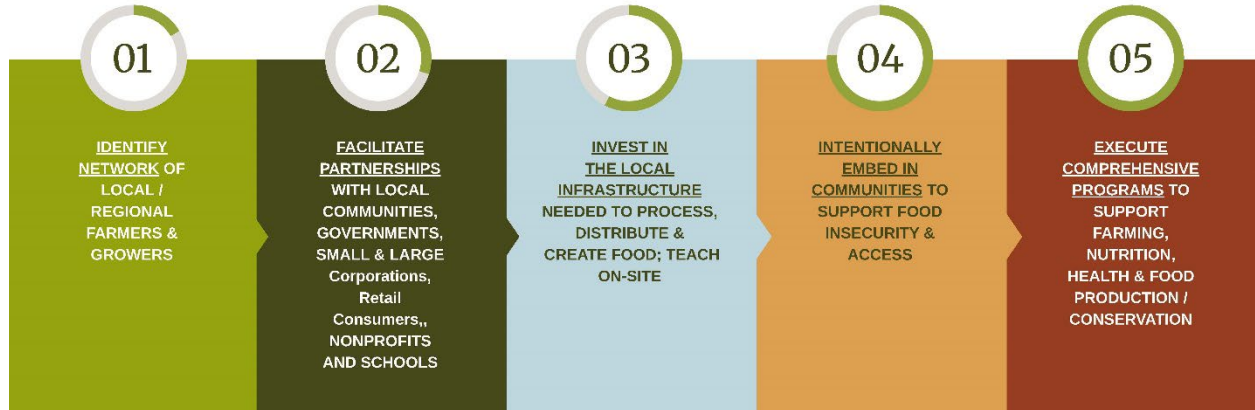 01
IDENTIFY
NETWORK OF
LOCAL /
REGIONAL
FARMERS &
GROWERS
02
FACILITATE
PARTNERSHIPS
WITH LOCAL
COMMUNITIES,
GOVERNMENTS,
SMALL & LARGE
Corporations,
Retail
Consumers,,
NONPROFITS
AND SCHOOLS
03
INVEST IN
THE LOCAL
INFRASTRUCTURE
NEEDED TO PROCESS,
DISTRIBUTE &
CREATE FOOD; TEACH
ON-SITE
04
INTENTIONALLY
EMBED IN
COMMUNITIES TO
SUPPORT FOOD
INSECURITY &
ACCESS
05
EXECUTE
COMPREHENSIVE
PROGRAMS TO
SUPPORT
FARMING,
NUTRITION,
HEALTH & FOOD
PRODUCTION /
CONSERVATION